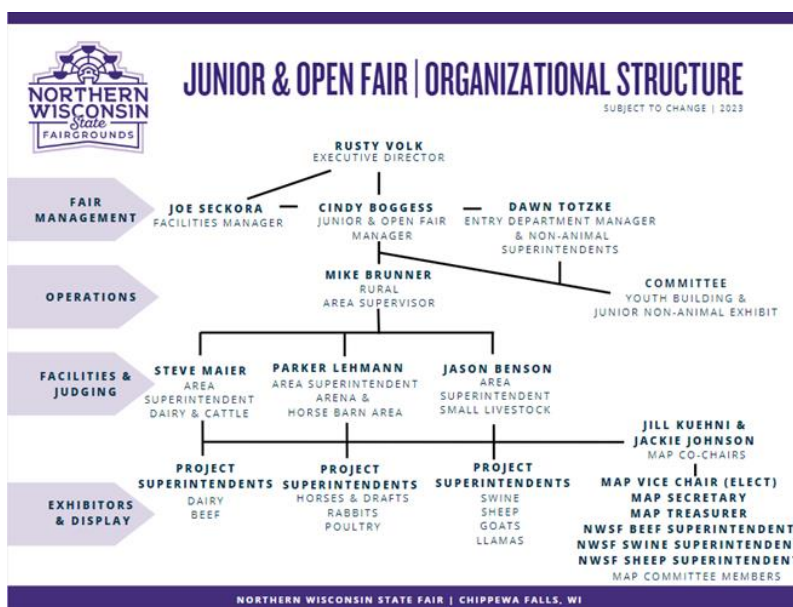 NORTHERN
WISCONSIN
State
FAIRGROUNDS
JUNIOR & OPEN FAIR | ORGANIZATIONAL STRUCTURE
SUBJECT TO CHANGE | 2023
RUSTY VOLK
EXECUTIVE DIRECTOR
FAIR
MANAGEMENT
JOE SECKORA
FACILITIES MANAGER
CINDY BOGGESS
JUNIOR & OPEN FAIR
MANAGER
DAWN TOTZKE
ENTRY DEPARTMENT MANAGER
& NON-ANIMAL
SUPERINTENDENTS
OPERATIONS
MIKE BRUNNER
RURAL
AREA SUPERVISOR
COMMITTEE
YOUTH BUILDING &
JUNIOR NON-ANIMAL EXHIBIT
FACILITIES &
JUDGING
STEVE MAIER
AREA
SUPERINTENDENT
DAIRY & CATTLE
PARKER LEHMANN
AREA SUPERINTENDENT
ARENA &
HORSE BARN AREA
JASON BENSON
AREA
SUPERINTENDENT
SMALL LIVESTOCK
JILL KUEHNI &
JACKIE JOHNSON
MAP CO-CHAIRS
EXHIBITORS
& DISPLAY
PROJECT
SUPERINTENDENTS
DAIRY
BEEF
PROJECT
SUPERINTENDENTS
HORSES & DRAFTS
RABBITS
POULTRY
PROJECT
SUPERINTENDENTS
SWINE
SHEEP
GOATS
LLAMAS
MAP VICE CHAIR (ELECT)
MAP SECRETARY
MAP TREASURER
NWSF BEEF SUPERINTENDENT
NWSF SWINE SUPERINTENDEN
NWSF SHEEP SUPERINTENDENT
MAP COMMITTEE MEMBERS
NORTHERN WISCONSIN STATE FAIR | CHIPPEWA FALLS, WI